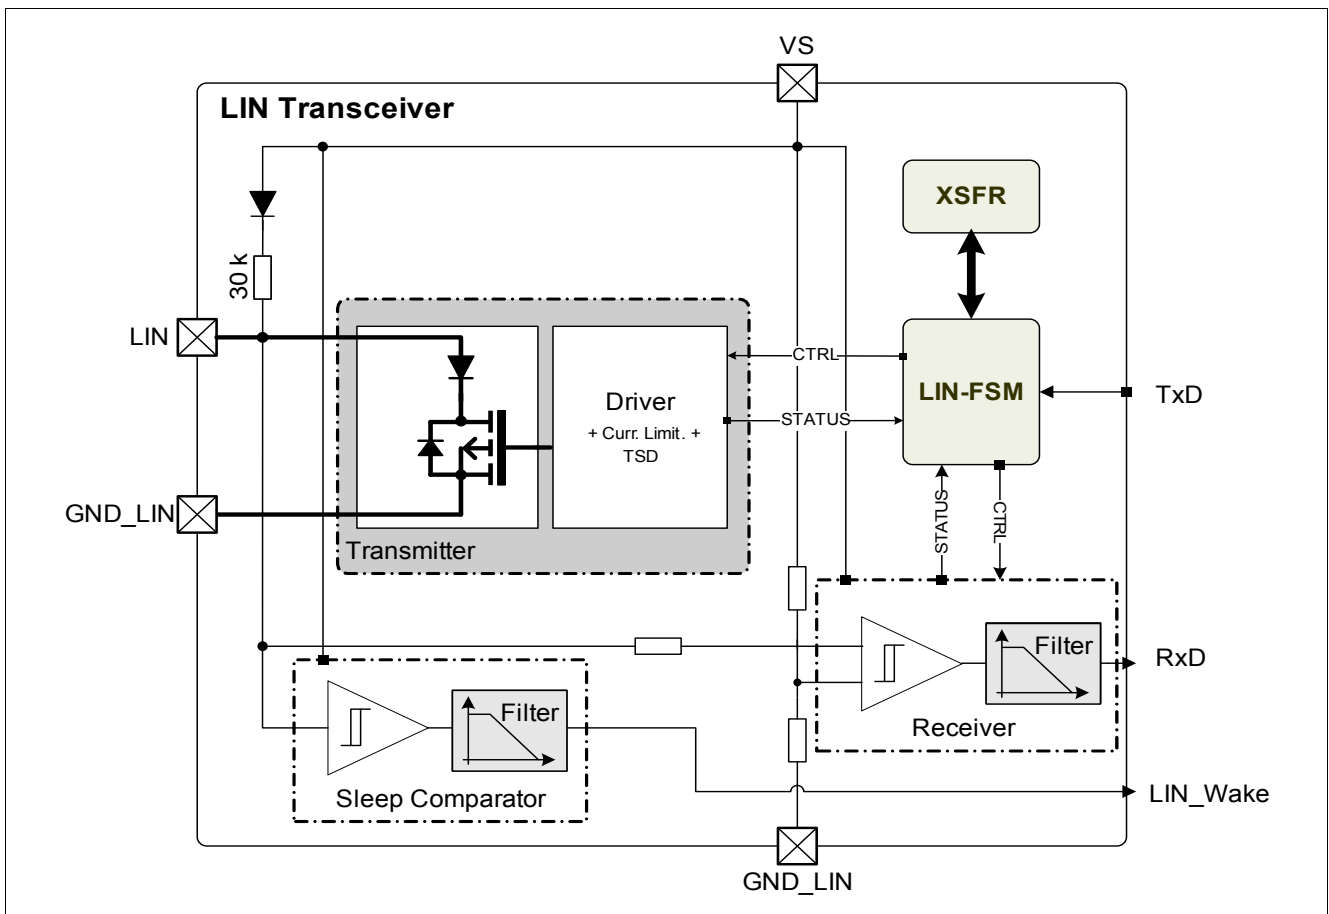 VS
LIN Transceiver
XSFR
30 k
LIN
CTRL
LIN-FSM
TxD
Driver
+ Curr. Limit. +
TSD
STATUS
GND_LIN
STATUS
CTRL
Transmitter
Filter
RxD
Receiver
Filter
Sleep Comparator
LIN_Wake
GND_LIN